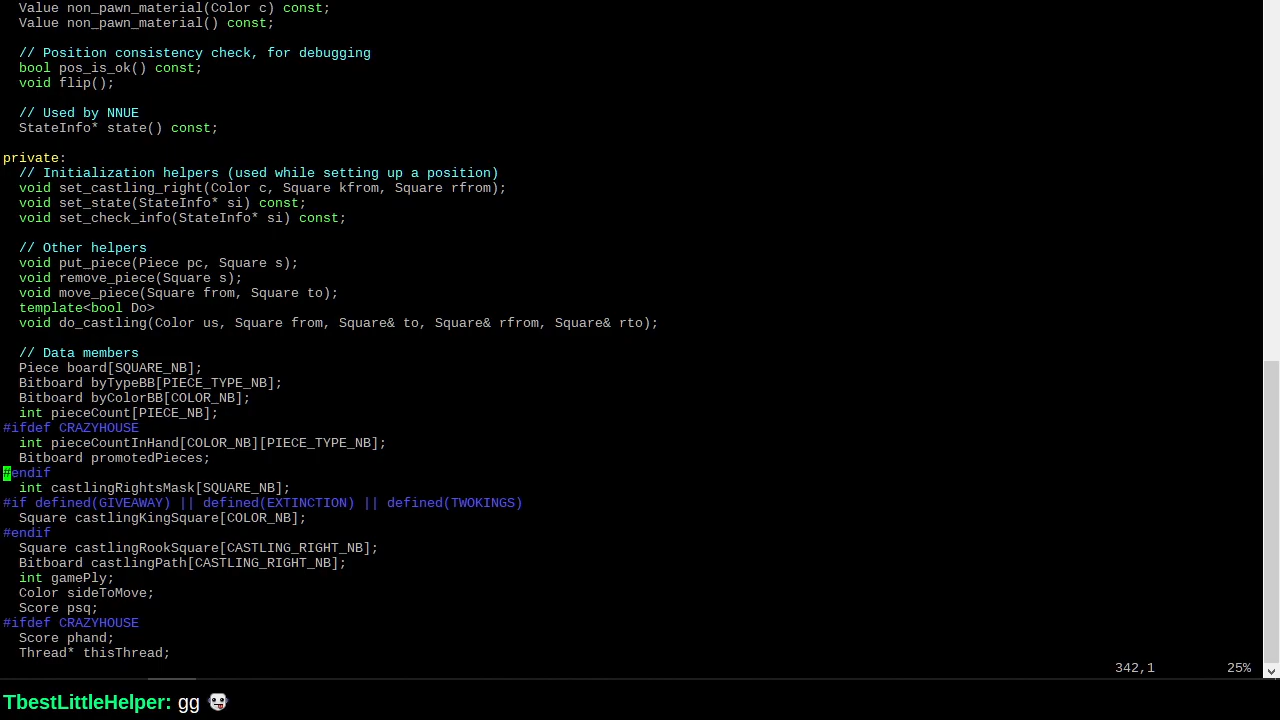 Value non_pawn_material(Color c) const;
Value non_pawn_material() const;
// Position consistency check, for debugging
bool pos_is_ok() const;
void flip();
// Used by NNUE
StateInfo* state() const;
private:
// Initialization helpers (used while setting up a position)
void set_castling_right(Color c, Square kfrom, Square rfrom);
void set_state(StateInfo* si) const;
void set_check_info(StateInfo* si) const;
// Other helpers
void put_piece(Piece pc, Square s);
void remove_piece(Square s);
void move_piece(Square from, Square to);
template<bool Do>
void do_castling(Color us, Square from, Square& to, Square& rfrom, Square& rto);
// Data members
Piece board[SQUARE_NB];
Bitboard byTypeBB[PIECE_TYPE_NB];
Bitboard byColorBB[COLOR_NB];
int pieceCount[PIECE_NB];
#ifdef CRAZYHOUSE
int pieceCountInHand[COLOR_NB][PIECE_TYPE_NB];
Bitboard promotedPieces;
#endif
int castlingRightsMask[SQUARE_NB];
#if defined(GIVEAWAY) || defined(EXTINCTION) || defined(TWOKINGS)
Square castlingKingSquare[COLOR_NB];
#endif
Square castlingRookSquare[CASTLING_RIGHT_NB];
Bitboard castlingPath[CASTLING_RIGHT_NB];
int gamePly;
Color sideToMove;
Score psq;
#ifdef CRAZYHOUSE
Score phand;
Thread* thisThread;
342,1 25%
TbestLittleHelper: gg